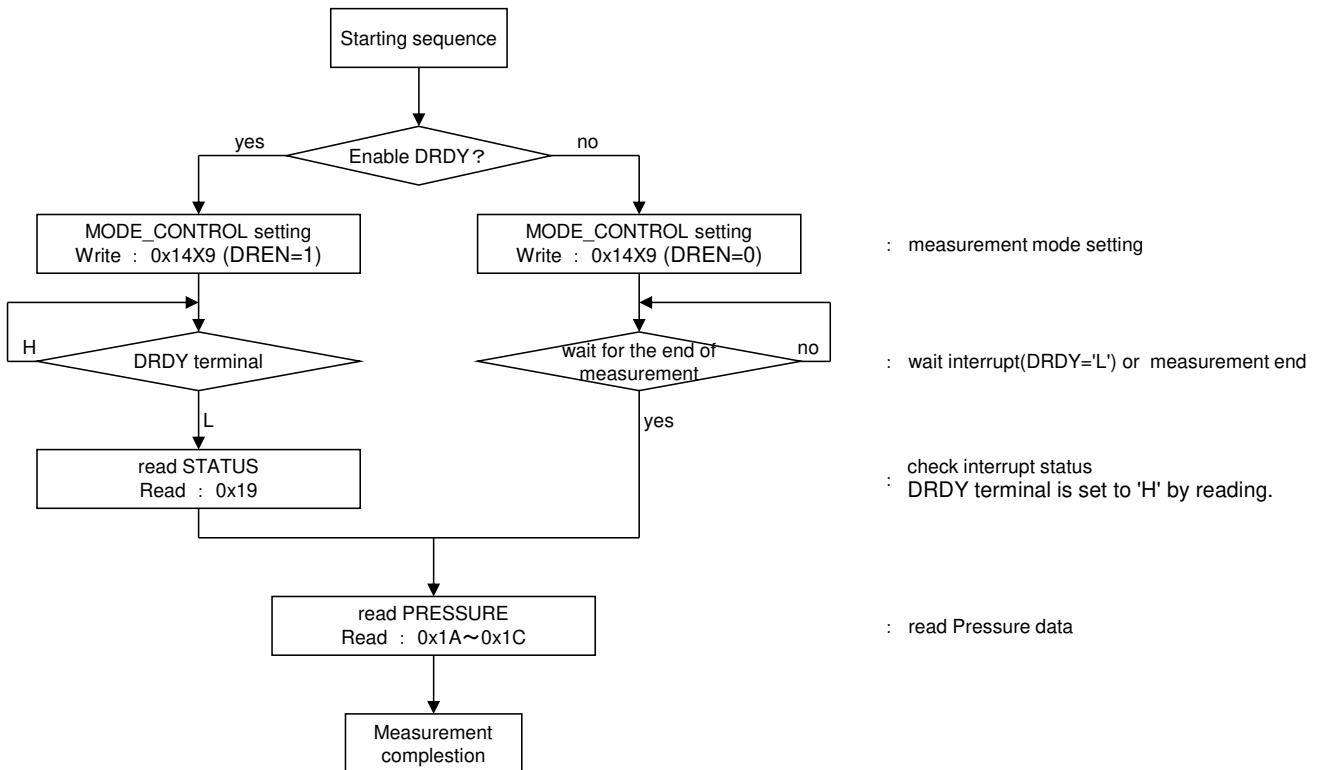 Starting sequence
yes
Enable DRDY？
no
MODE_CONTROL setting
Write ： 0x14X9 (DREN=1)
MODE_CONTROL setting
Write ： 0x14X9 (DREN=0)
： measurement mode setting
H
DRDY terminal
wait for the end of
measurement
no
： wait interrupt(DRDY='L') or measurement end
L
yes
read STATUS
Read ： 0x19
： check interrupt status
DRDY terminal is set to 'H' by reading.
read PRESSURE
Read ： 0x1A～0x1C
： read Pressure data
Measurement
complestion